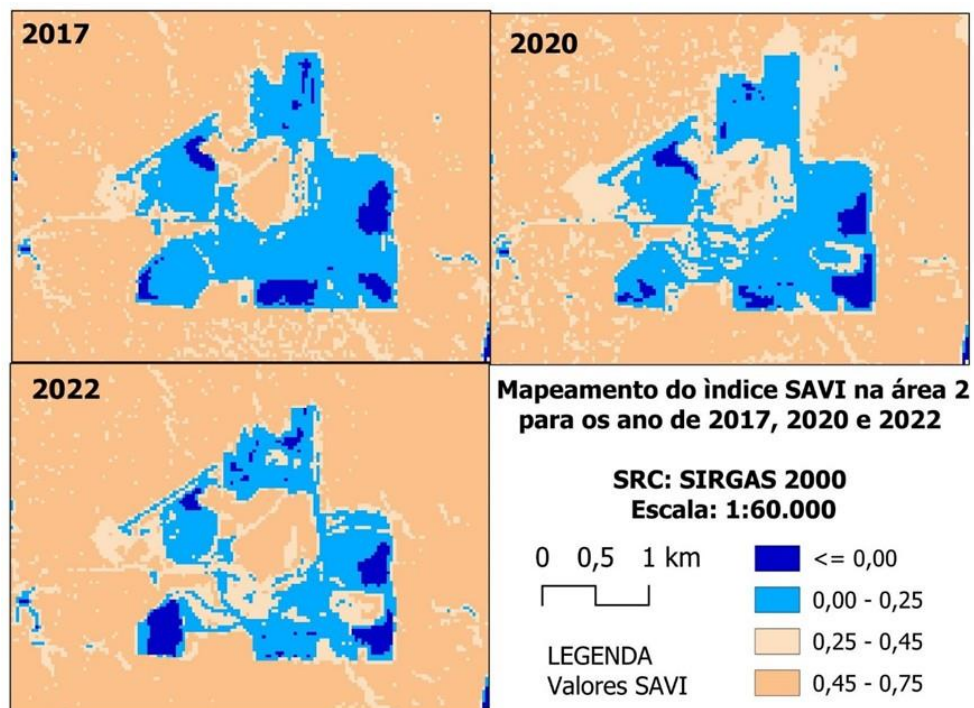 2017
2020
2022
Mapeamento do ìndice SAVI na área 2
para os ano de 2017, 2020 e 2022
SRC: SIRGAS 2000
Escala: 1:60.000
0 0,5 1 km
LEGENDA
Valores SAVI
<= 0,00
0,00 - 0,25
0,25 - 0,45
0,45 - 0,75